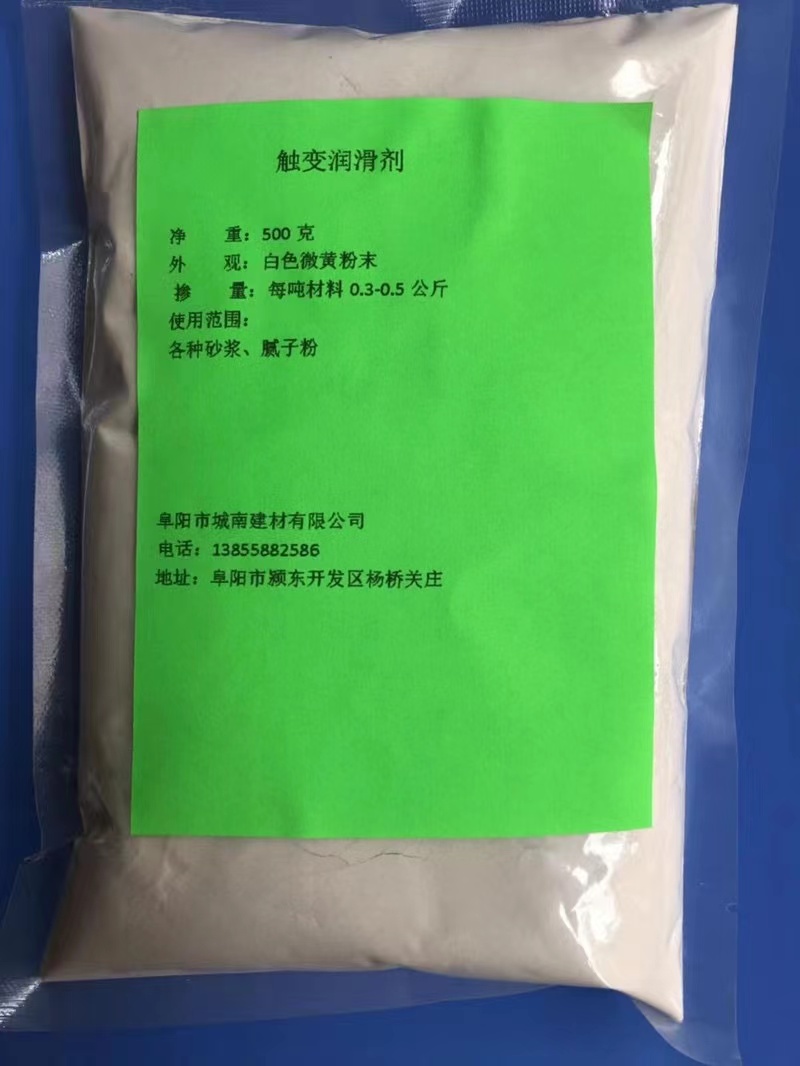 触变润滑剂
净 重：500 克
外 观：白色微黄粉末
掺 量：每吨材料 0.3-0.5 公斤
使用范围：
各种砂浆、腻子粉
阜阳市城南建材有限公司
电话：13855882586
地址：阜阳市颍东开发区杨桥关庄